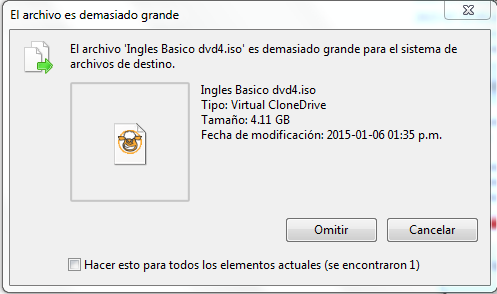 El archivo es demasiado grande
El archivo 'Ingles Basico dvd4.iso' es demasiado grande para el sistema de
archivos de destino.
Ingles Basico dvd4.iso
Tipo: Virtual CloneDrive
Tamaño: 4.11 GB
Fecha de modificación: 2015-01-06 01:35 p.m.
Omitir
Cancelar
Hacer esto para todos los elementos actuales (se encontraron 1)